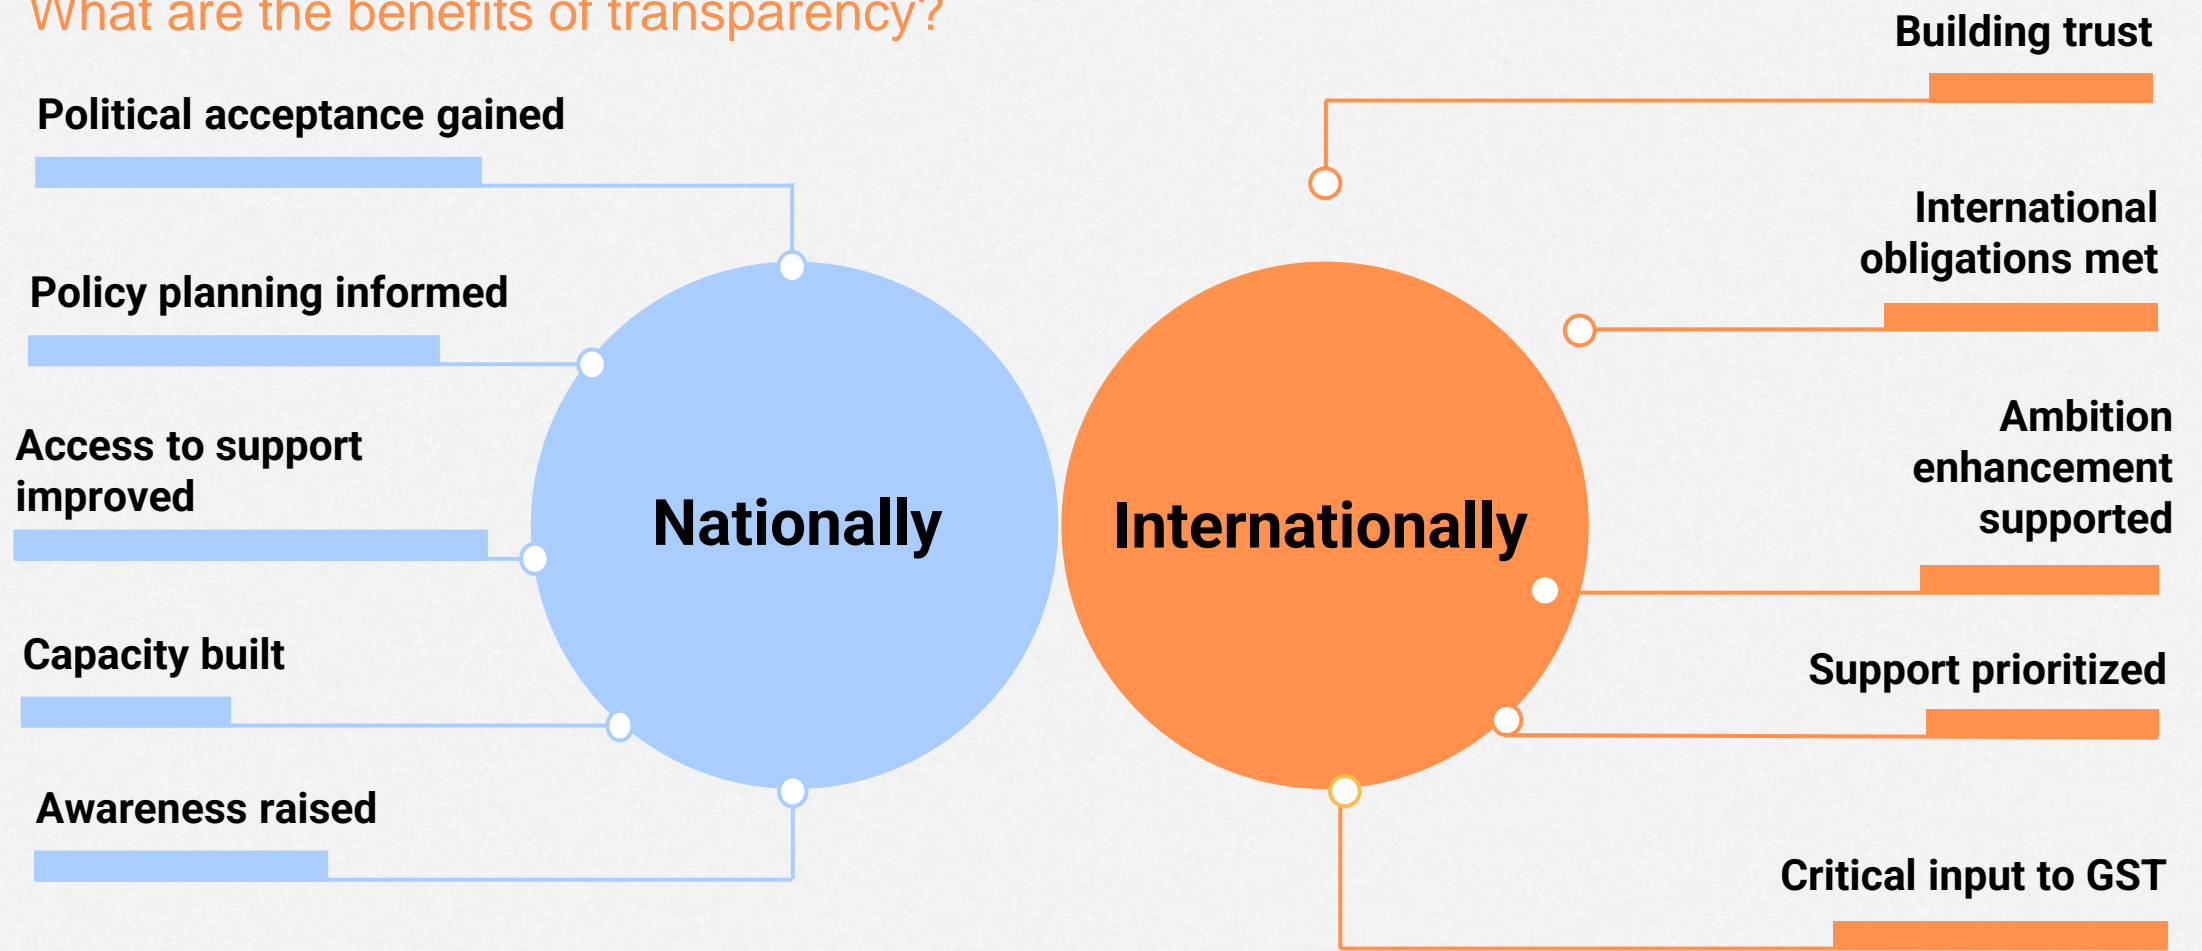 What are the benefits of transparency?
Political acceptance gained
Policy planning informed
Access to support
improved
Capacity built
Awareness raised
Nationally
Internationally
Building trust
International
obligations met
Ambition
enhancement
supported
Support prioritized
Critical input to GST